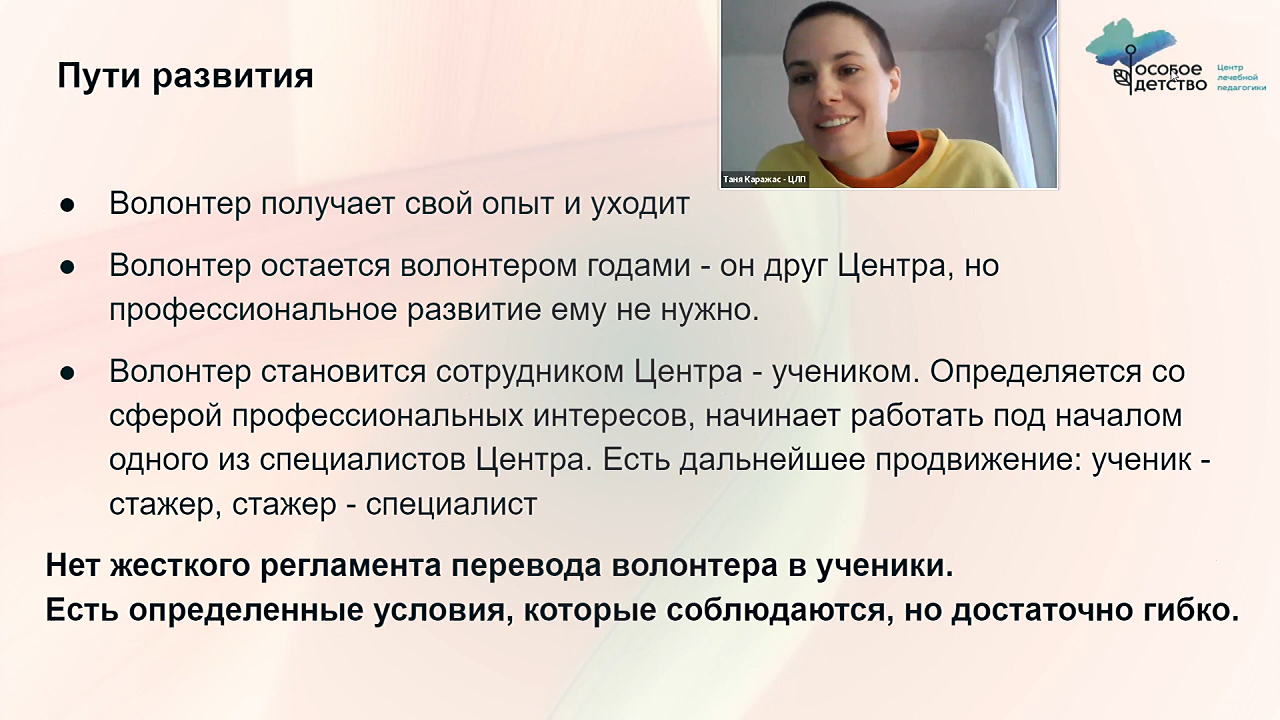 Пути развития
Таня Каражас - ЦЛП
особое
детство
Центр
лечебной
педагогики
● Волонтер получает свой опыт и уходит
● Волонтер остается волонтером годами - он друг Центра, но
профессиональное развитие ему не нужно.
● Волонтер становится сотрудником Центра - учеником. Определяется со
сферой профессиональных интересов, начинает работать под началом
одного из специалистов Центра. Есть дальнейшее продвижение: ученик -
стажер, стажер - специалист
Нет жесткого регламента перевода волонтера в ученики.
Есть определенные условия, которые соблюдаются, но достаточно гибко.